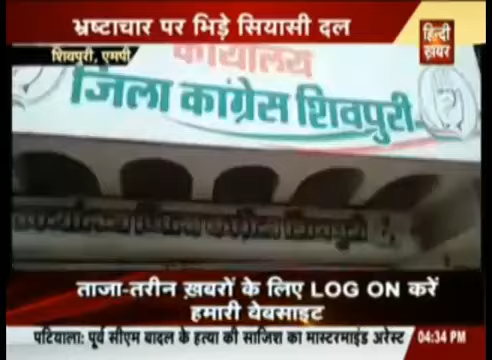 भ्रष्टाचार पर भिड़े सियासी दल
हिन्दी
ख़बर
शिवपुरी, एमपी
कार्यालय
जिला कांग्रेस शिवपुरी
ताजा-तरीन ख़बरों के लिए LOG ON करें
हमारी वेबसाइट
पटियाला: पूर्व सीएम बादल के हत्या की साजिश का मास्टरमाइंड अरेस्ट
04:34 PM